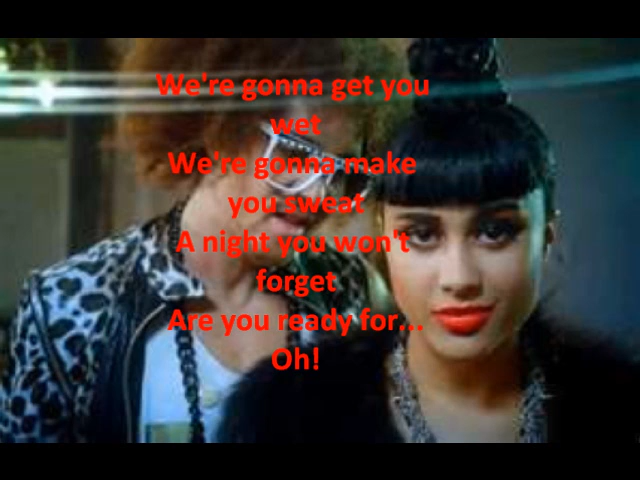 We're gonna get you
wet
We're gonna make
you sweat
A night you won't
forget
Are you ready for...
Oh!